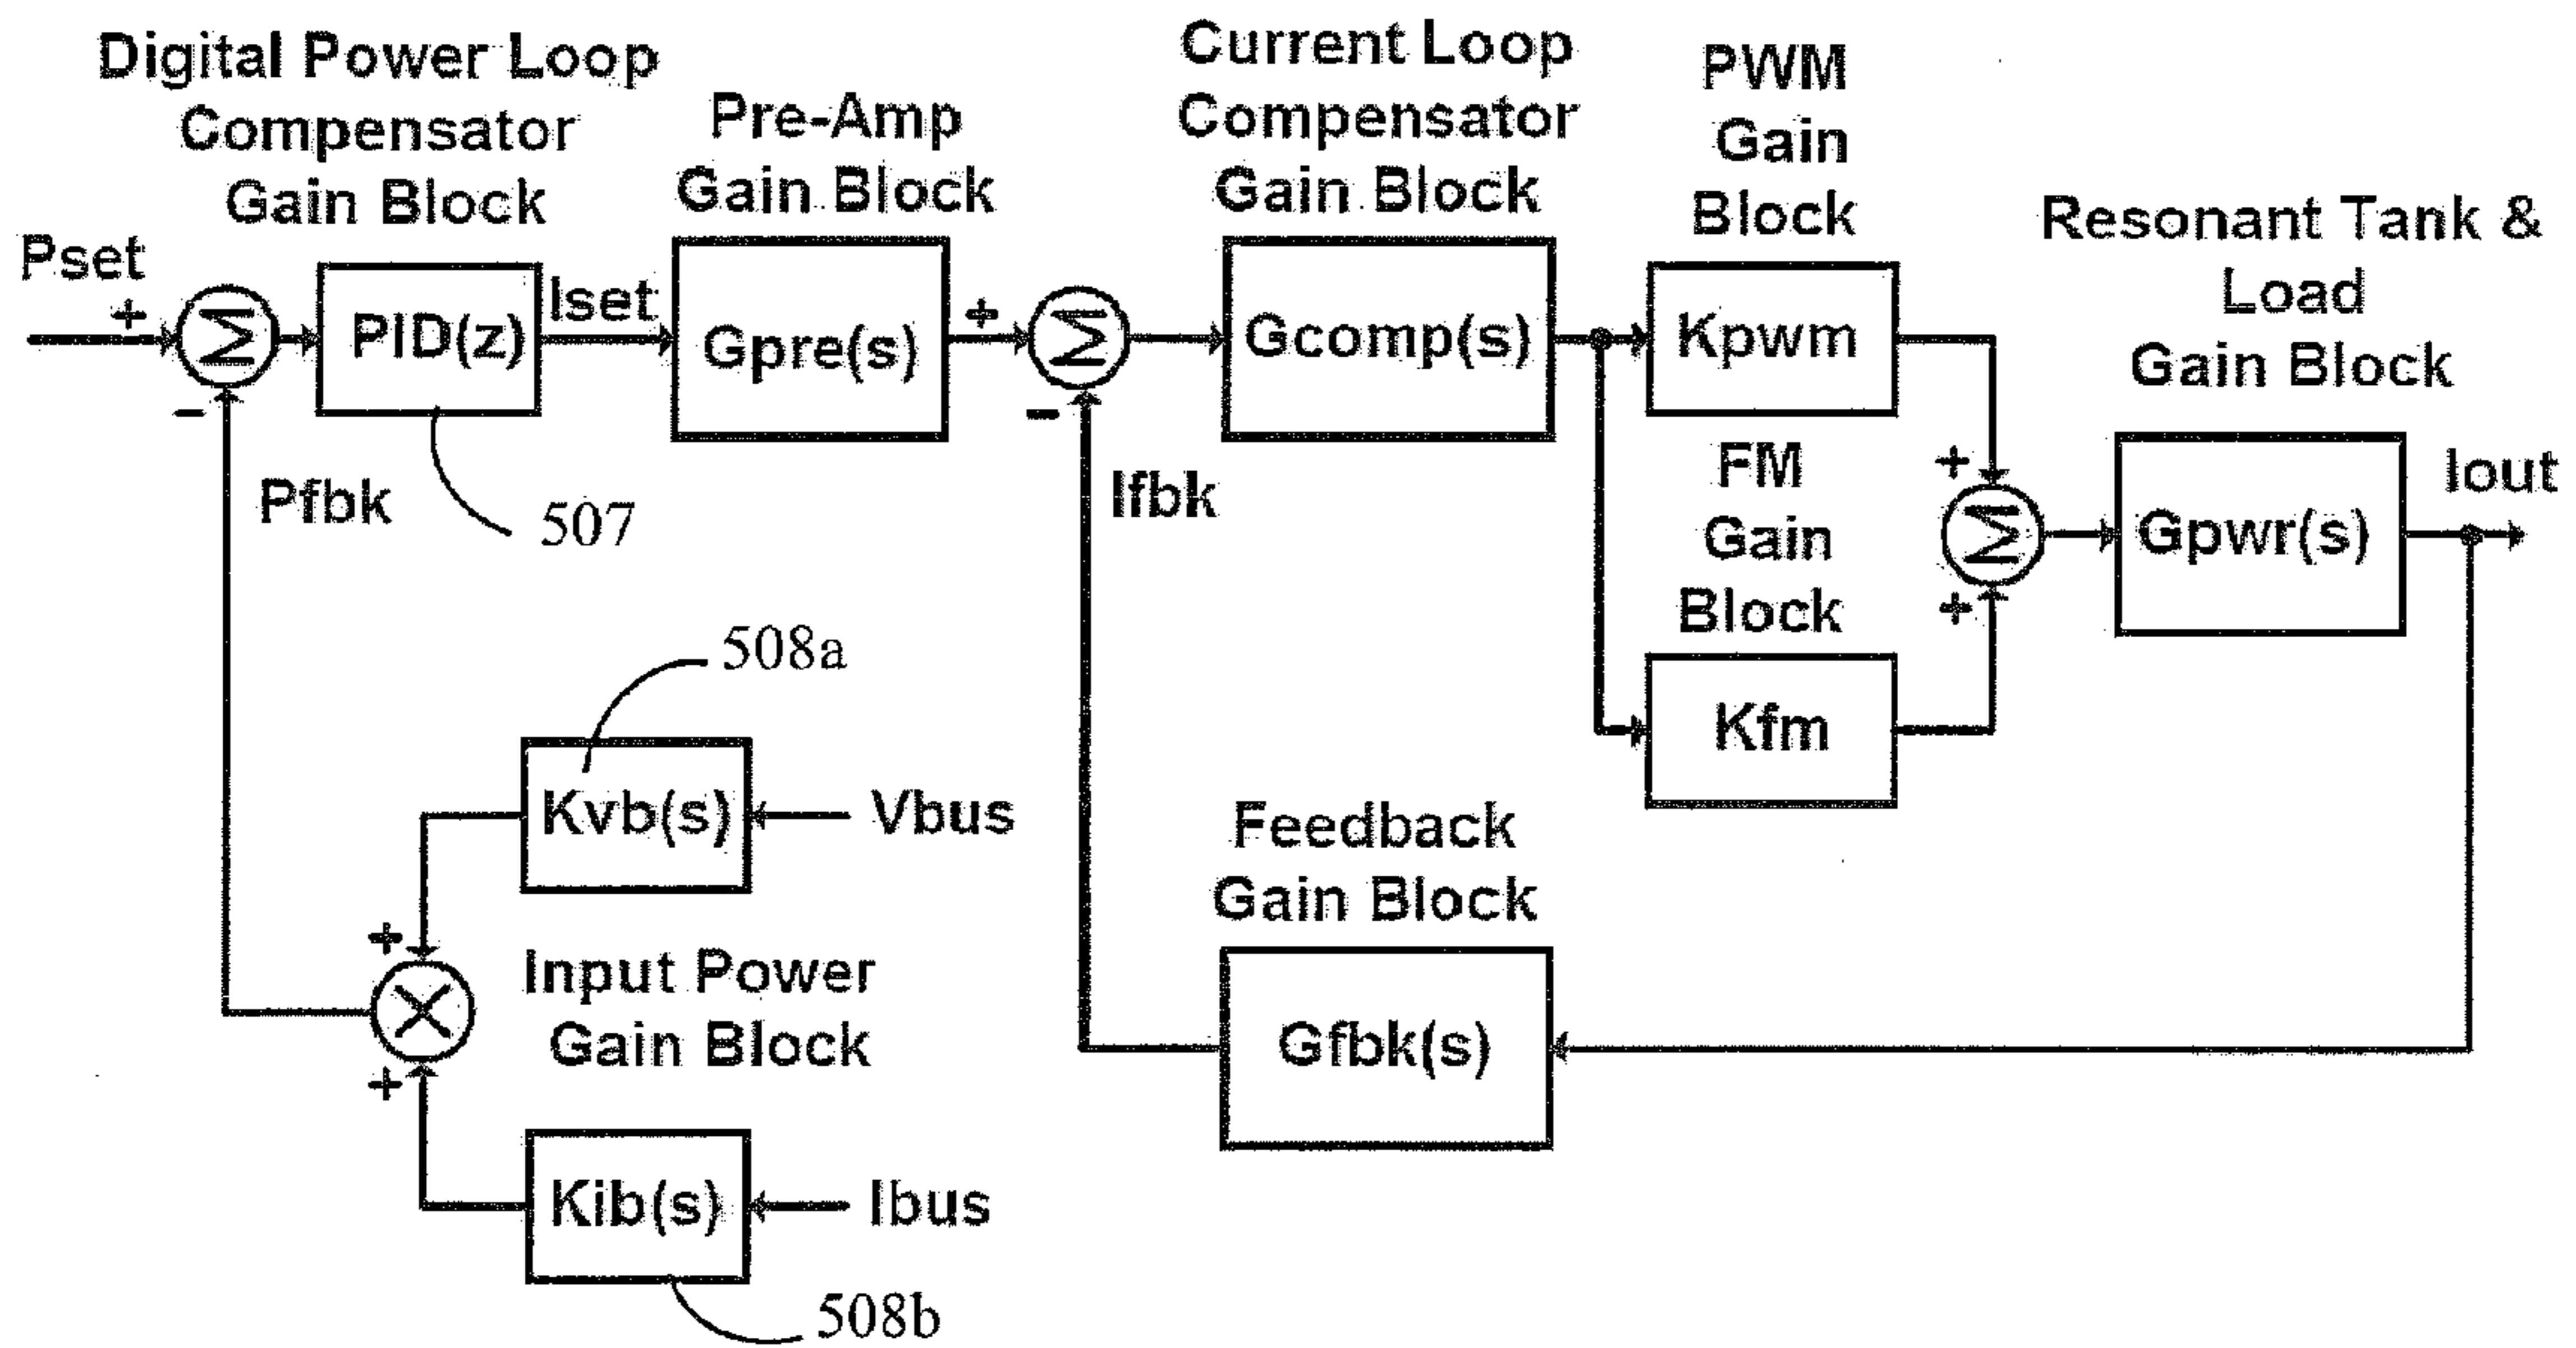 Digital Power Loop
Compensator
Gain Block
Pre-Amp
Gain Block
Current Loop
Compensator
Gain Block
PWM
Gain
Block
Resonant Tank &
Load
Gain Block
Pset
+
Σ
−
PID(z)
Iset
Gpre(s)
+
Σ
−
Gcomp(s)
Kpwm
FM
Gain
Block
Kfm
+
Σ
+
Gpwr(s)
Iout
Pfbk
507
Ifbk
508a
Kvb(s)
Vbus
+
×
+
Input Power
Gain Block
Kib(s)
Ibus
508b
Feedback
Gain Block
Gfbk(s)